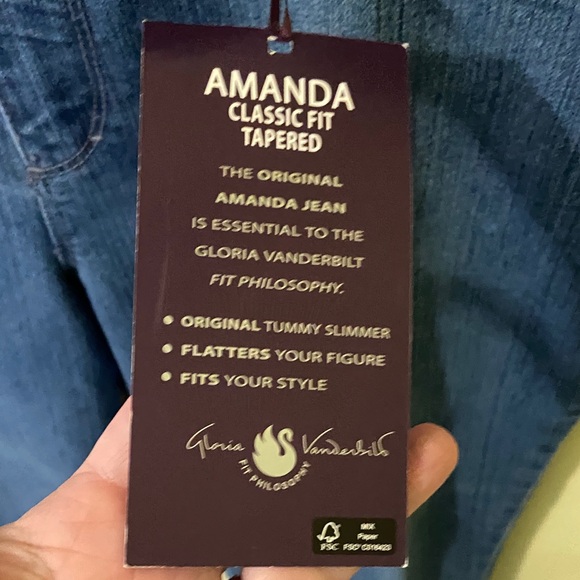 AMANDA
CLASSIC FIT
TAPERED
THE ORIGINAL
AMANDA JEAN
IS ESSENTIAL TO THE
GLORIA VANDERBILT
FIT PHILOSOPHY.
• ORIGINAL TUMMY SLIMMER
• FLATTERS YOUR FIGURE
• FITS YOUR STYLE
Gloria Vanderbilt
FIT PHILOSOPHY
FSC
MIX
Paper